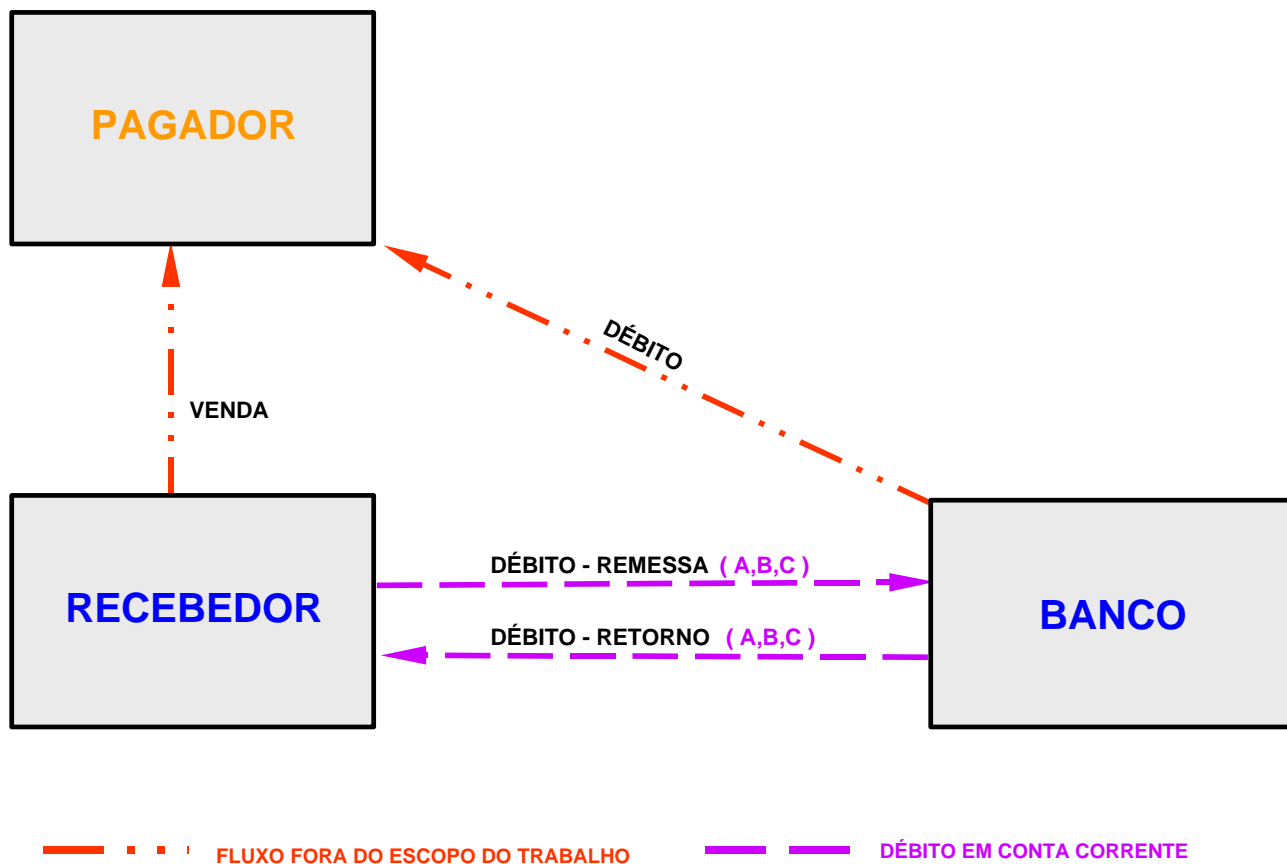 PAGADOR
DÉBITO
VENDA
DÉBITO - REMESSA ( A,B,C )
RECEBEDOR
BANCO
DÉBITO - RETORNO ( A,B,C )
FLUXO FORA DO ESCOPO DO TRABALHO
DÉBITO EM CONTA CORRENTE